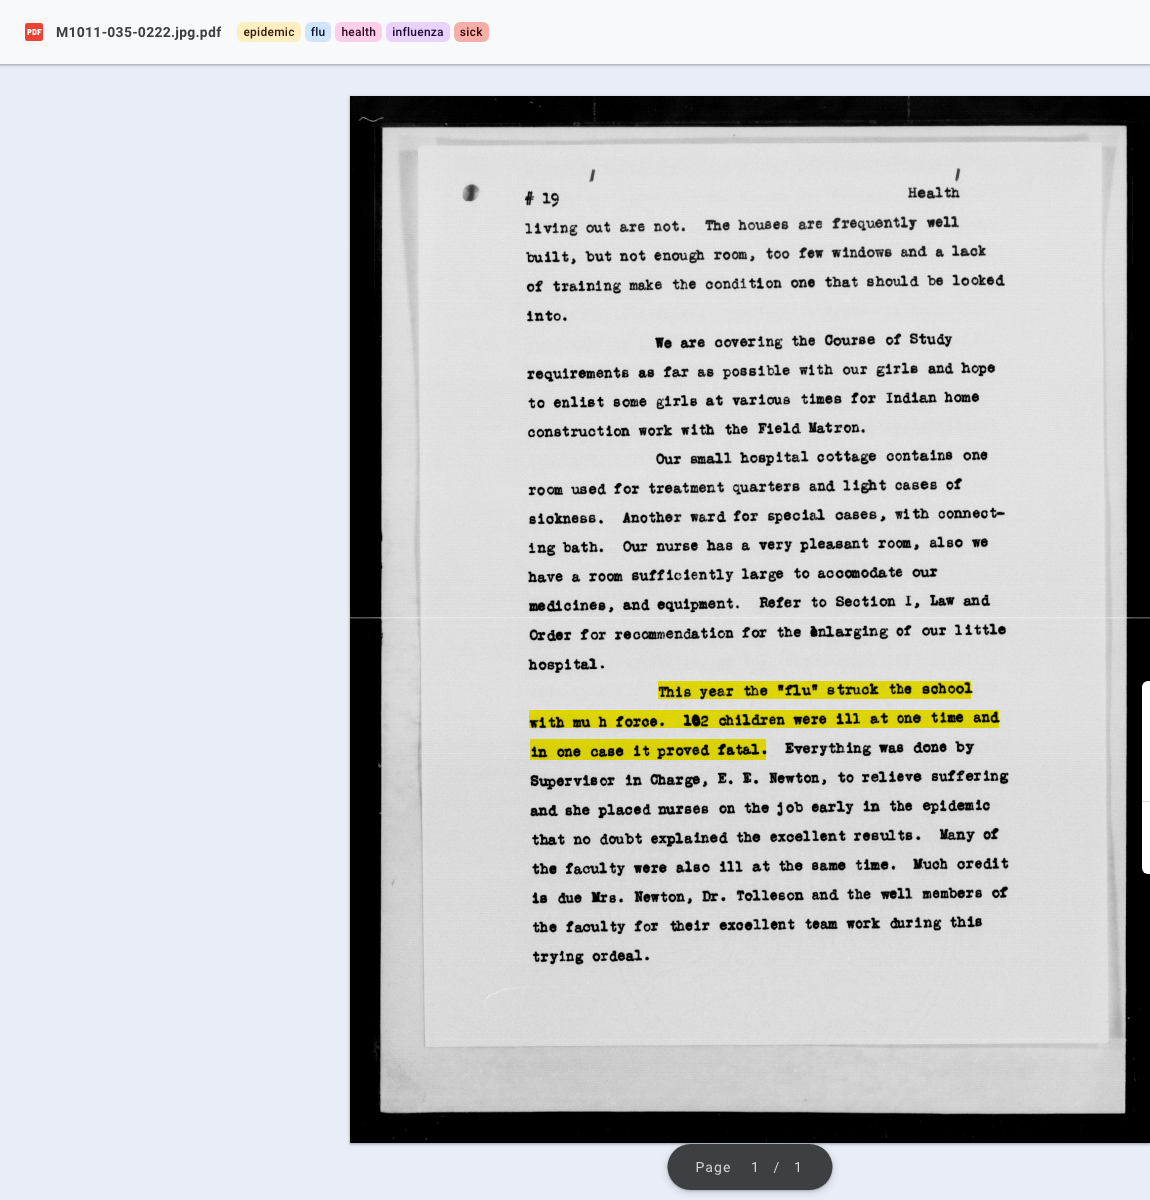 PDF M1011-035-0222.jpg.pdf epidemic flu health influenza sick
# 19 Health
living out are not. The houses are frequently well
built, but not enough room, too few windows and a lack
of training make the condition one that should be looked
into.
We are covering the Course of Study
requirements as far as possible with our girls and hope
to enlist some girls at various times for Indian home
construction work with the Field Matron.
Our small hospital cottage contains one
room used for treatment quarters and light cases of
sickness. Another ward for special cases, with connect-
ing bath. Our nurse has a very pleasant room, also we
have a room sufficiently large to accomodate our
medicines, and equipment. Refer to Section I, Law and
Order for recommendation for the enlarging of our little
hospital.
This year the "flu" struck the school
with mu h force. 102 children were ill at one time and
in one case it proved fatal. Everything was done by
Supervisor in Charge, E. E. Newton, to relieve suffering
and she placed nurses on the job early in the epidemic
that no doubt explained the excellent results. Many of
the faculty were also ill at the same time. Much credit
is due Mrs. Newton, Dr. Tolleson and the well members of
the faculty for their excellent team work during this
trying ordeal.
Page 1 / 1